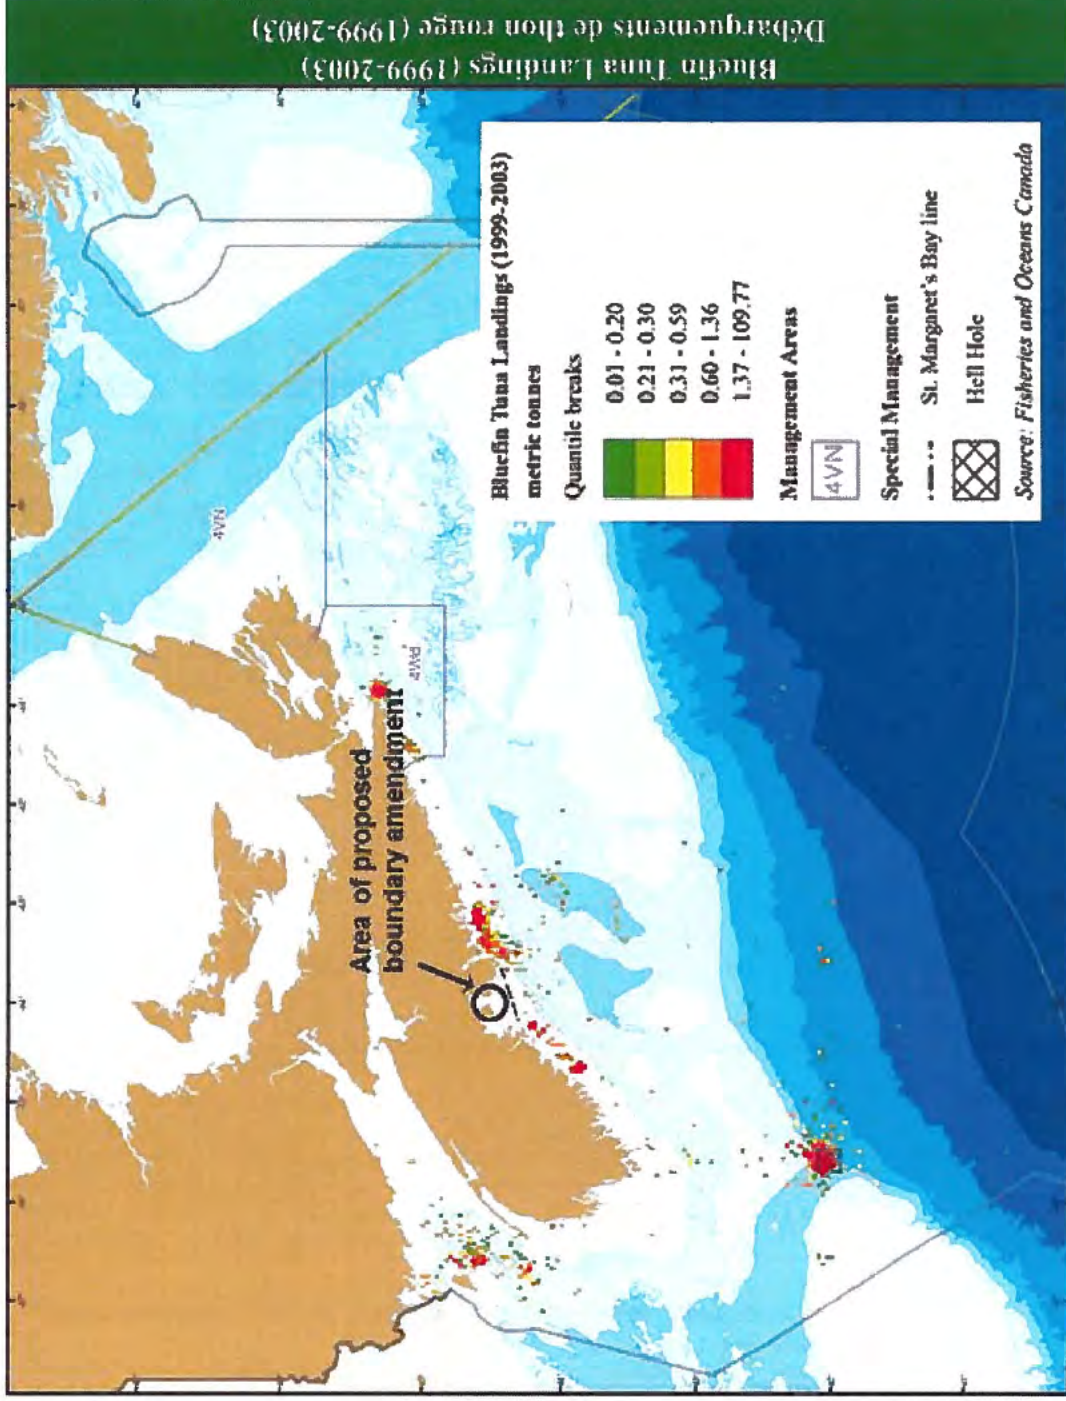 Bluefin Tuna Landings (1999-2003)
Débarquements de thon rouge (1999-2003)
4VN
4Wd
Area of proposed
boundary amendment
Bluefin Tuna Landings (1999-2003)
metric tonnes
Quantile breaks
0.01 - 0.20
0.21 - 0.30
0.31 - 0.59
0.60 - 1.36
1.37 - 109.77
Management Areas
4VN
Special Management
St. Margaret's Bay line
Hell Hole
Source: Fisheries and Oceans Canada